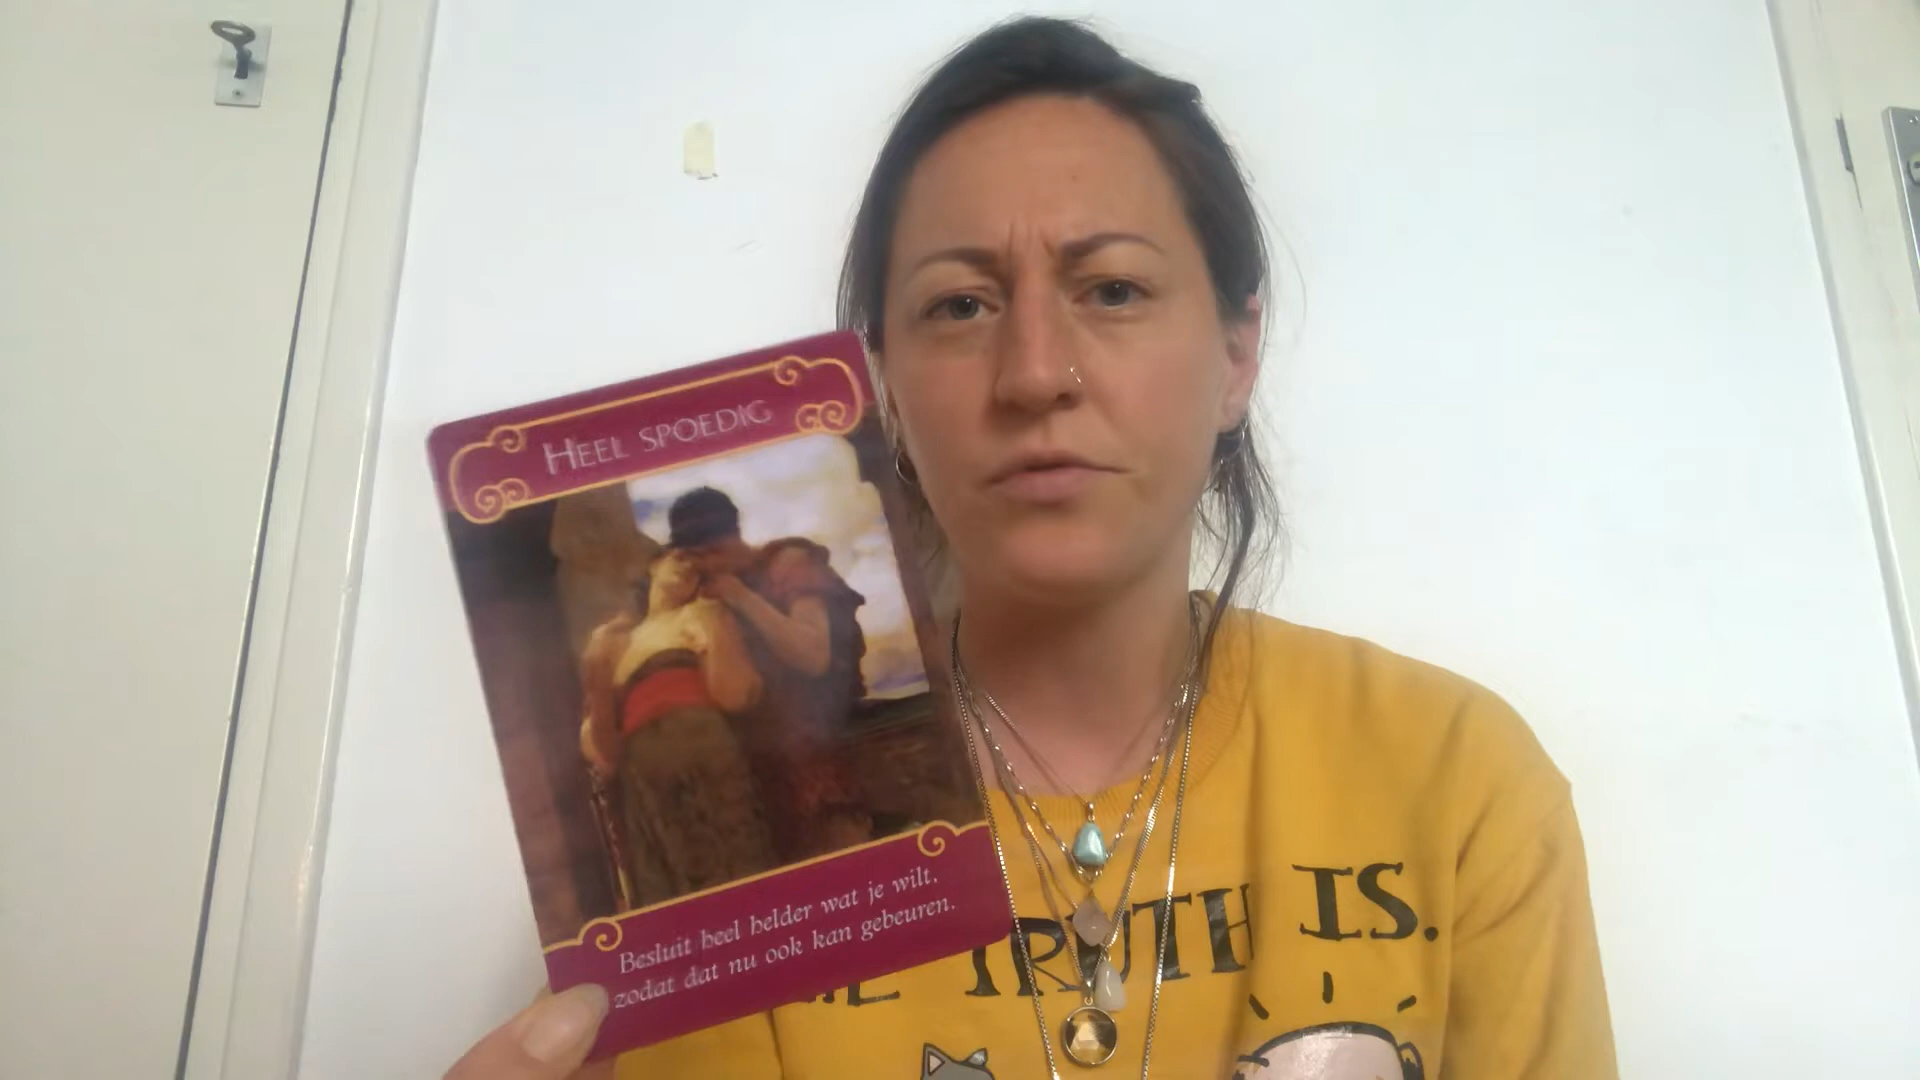 HEEL SPOEDIG
Besluit heel helder wat je wilt,
zodat dat nu ook kan gebeuren.
TRUTH IS.